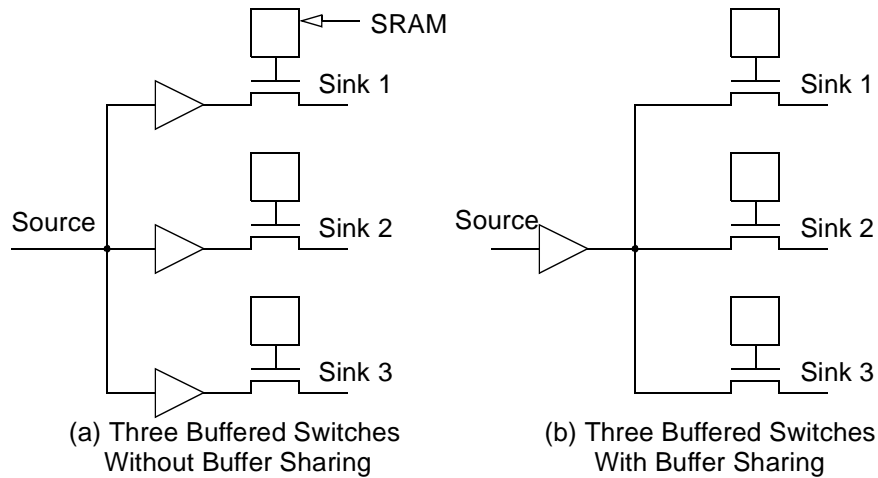 SRAM
Sink 1
Source
Sink 2
Sink 3
(a) Three Buffered Switches
Without Buffer Sharing
Sink 1
Source
Sink 2
Sink 3
(b) Three Buffered Switches
With Buffer Sharing